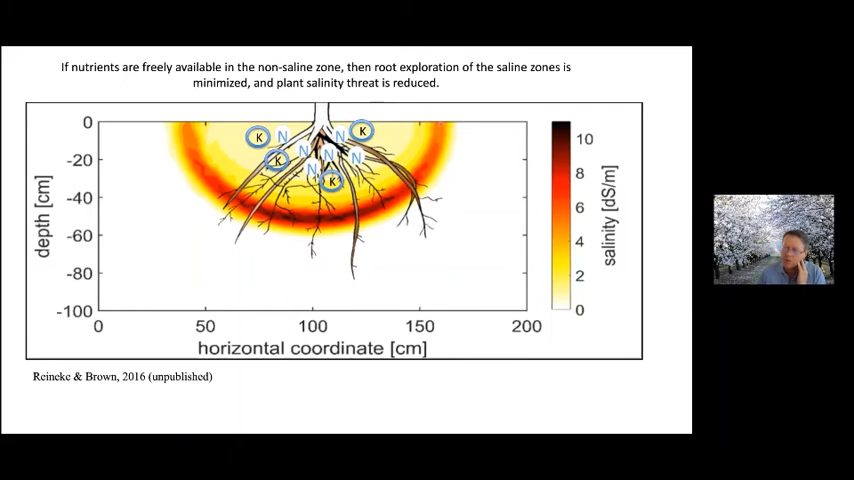 If nutrients are freely available in the non-saline zone, then root exploration of the saline zones is
minimized, and plant salinity threat is reduced.
0
-20
-40
-60
-80
-100
depth [cm]
K
N
N
K
N
N
K
N
N
K
0
50
100
150
200
horizontal coordinate [cm]
10
8
6
4
2
0
salinity [dS/m]
Reineke & Brown, 2016 (unpublished)